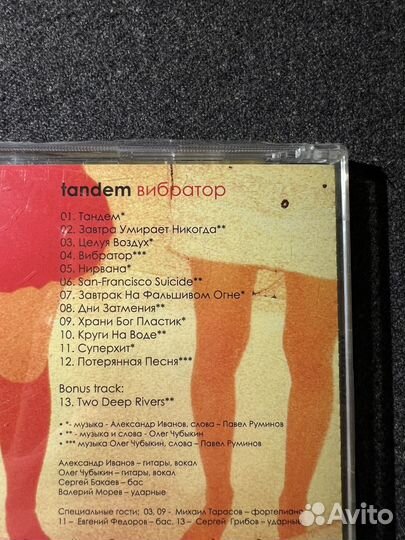 tandem вибратор
01. Тандем*
02. Завтра Умирает Никогда**
03. Целуя Воздух*
04. Вибратор***
05. Нирвана*
06. San-Francisco Suicide**
07. Завтрак На Фальшивом Огне*
08. Дни Затмения**
09. Храни Бог Пластик*
10. Круги На Воде**
11. Суперхит*
12. Потерянная Песня***
Bonus track:
13. Two Deep Rivers**
• *- музыка - Александр Иванов, слова – Павел Руминов
• **- музыка и слова - Олег Чубыкин
• *** музыка Олег Чубыкин, слова – Павел Руминов
Александр Иванов – гитары, вокал
Олег Чубыкин – гитары, вокал
Сергей Бакаев – бас
Валерий Морев – ударные
Специальные гости: 03, 09 - Михаил Тарасов – фортепиано
11 – Евгений Федоров – бас, 13 – Сергей Грибов – ударные
Avito